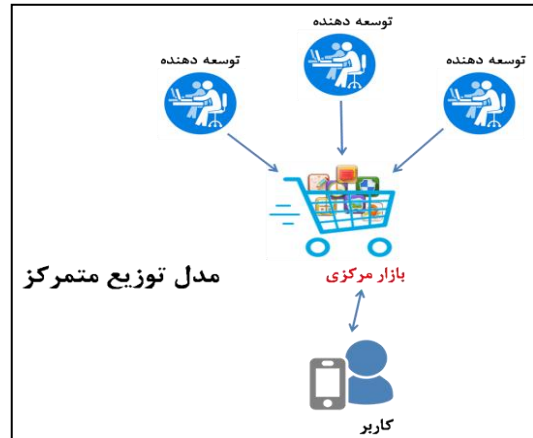 توسعه دهنده
توسعه دهنده
توسعه دهنده
بازار مرکزی
مدل توزیع متمرکز
کاربر